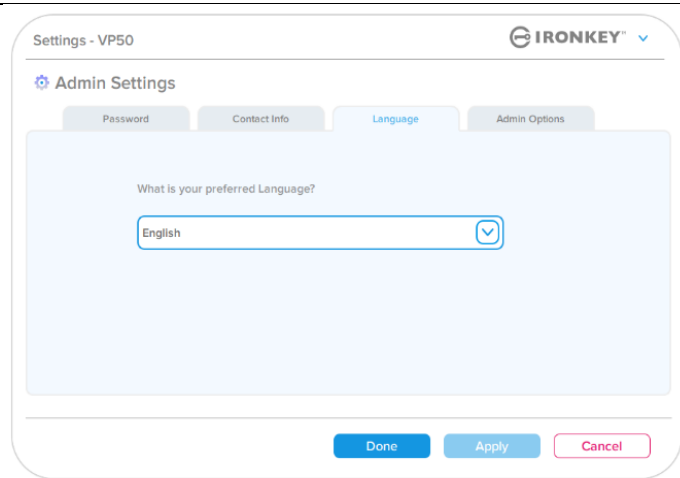 Settings - VP50
IRONKEY™
Admin Settings
Password
Contact Info
Language
Admin Options
What is your preferred Language?
English
Done
Apply
Cancel